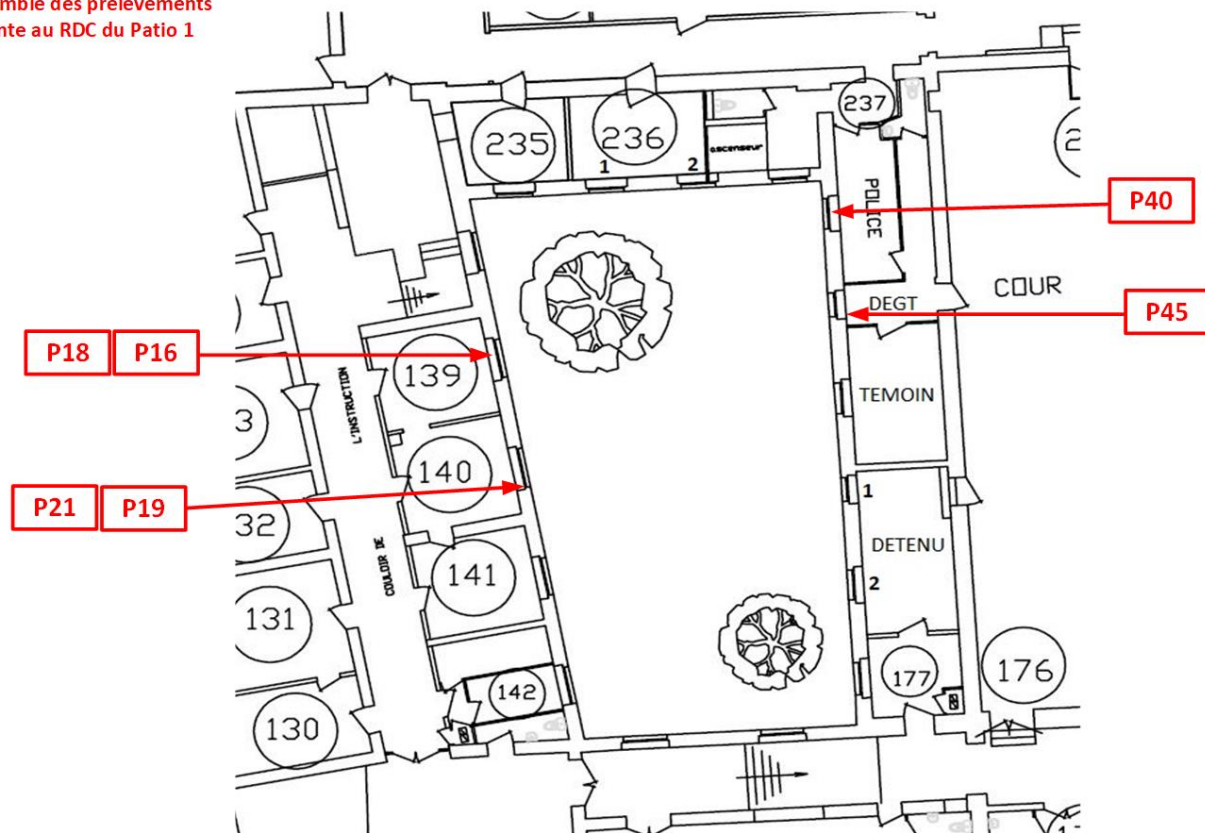 mble des prélèvements
nte au RDC du Patio 1
235
236
1
2
ascenseur
237
POLICE
P40
COUR
DEGT
P45
P18 P16
139
L'INSTRUCTION
TEMOIN
3
140
P21 P19
1
32
DETENU
COULOIR DE
141
2
131
142
177
176
130